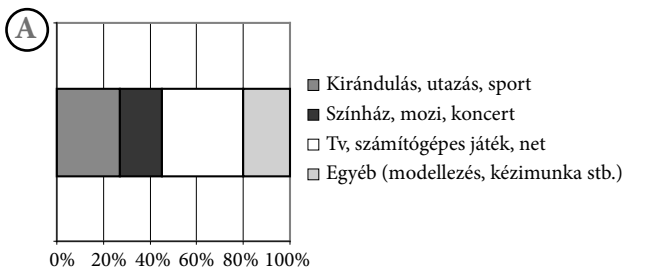 A
Kirándulás, utazás, sport
Színház, mozi, koncert
Tv, számítógépes játék, net
Egyéb (modellezés, kézimunka stb.)
0% 20% 40% 60% 80% 100%